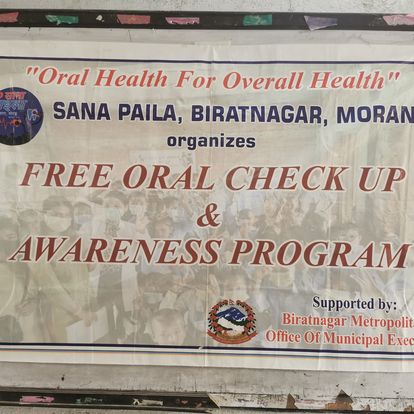 "Oral Health For Overall Health"
SANA PAILA, BIRATNAGAR, MORAN
organizes
FREE ORAL CHECK UP
&
AWARENESS PROGRAM
Supported by:
Biratnagar Metropolit
Office Of Municipal Exec